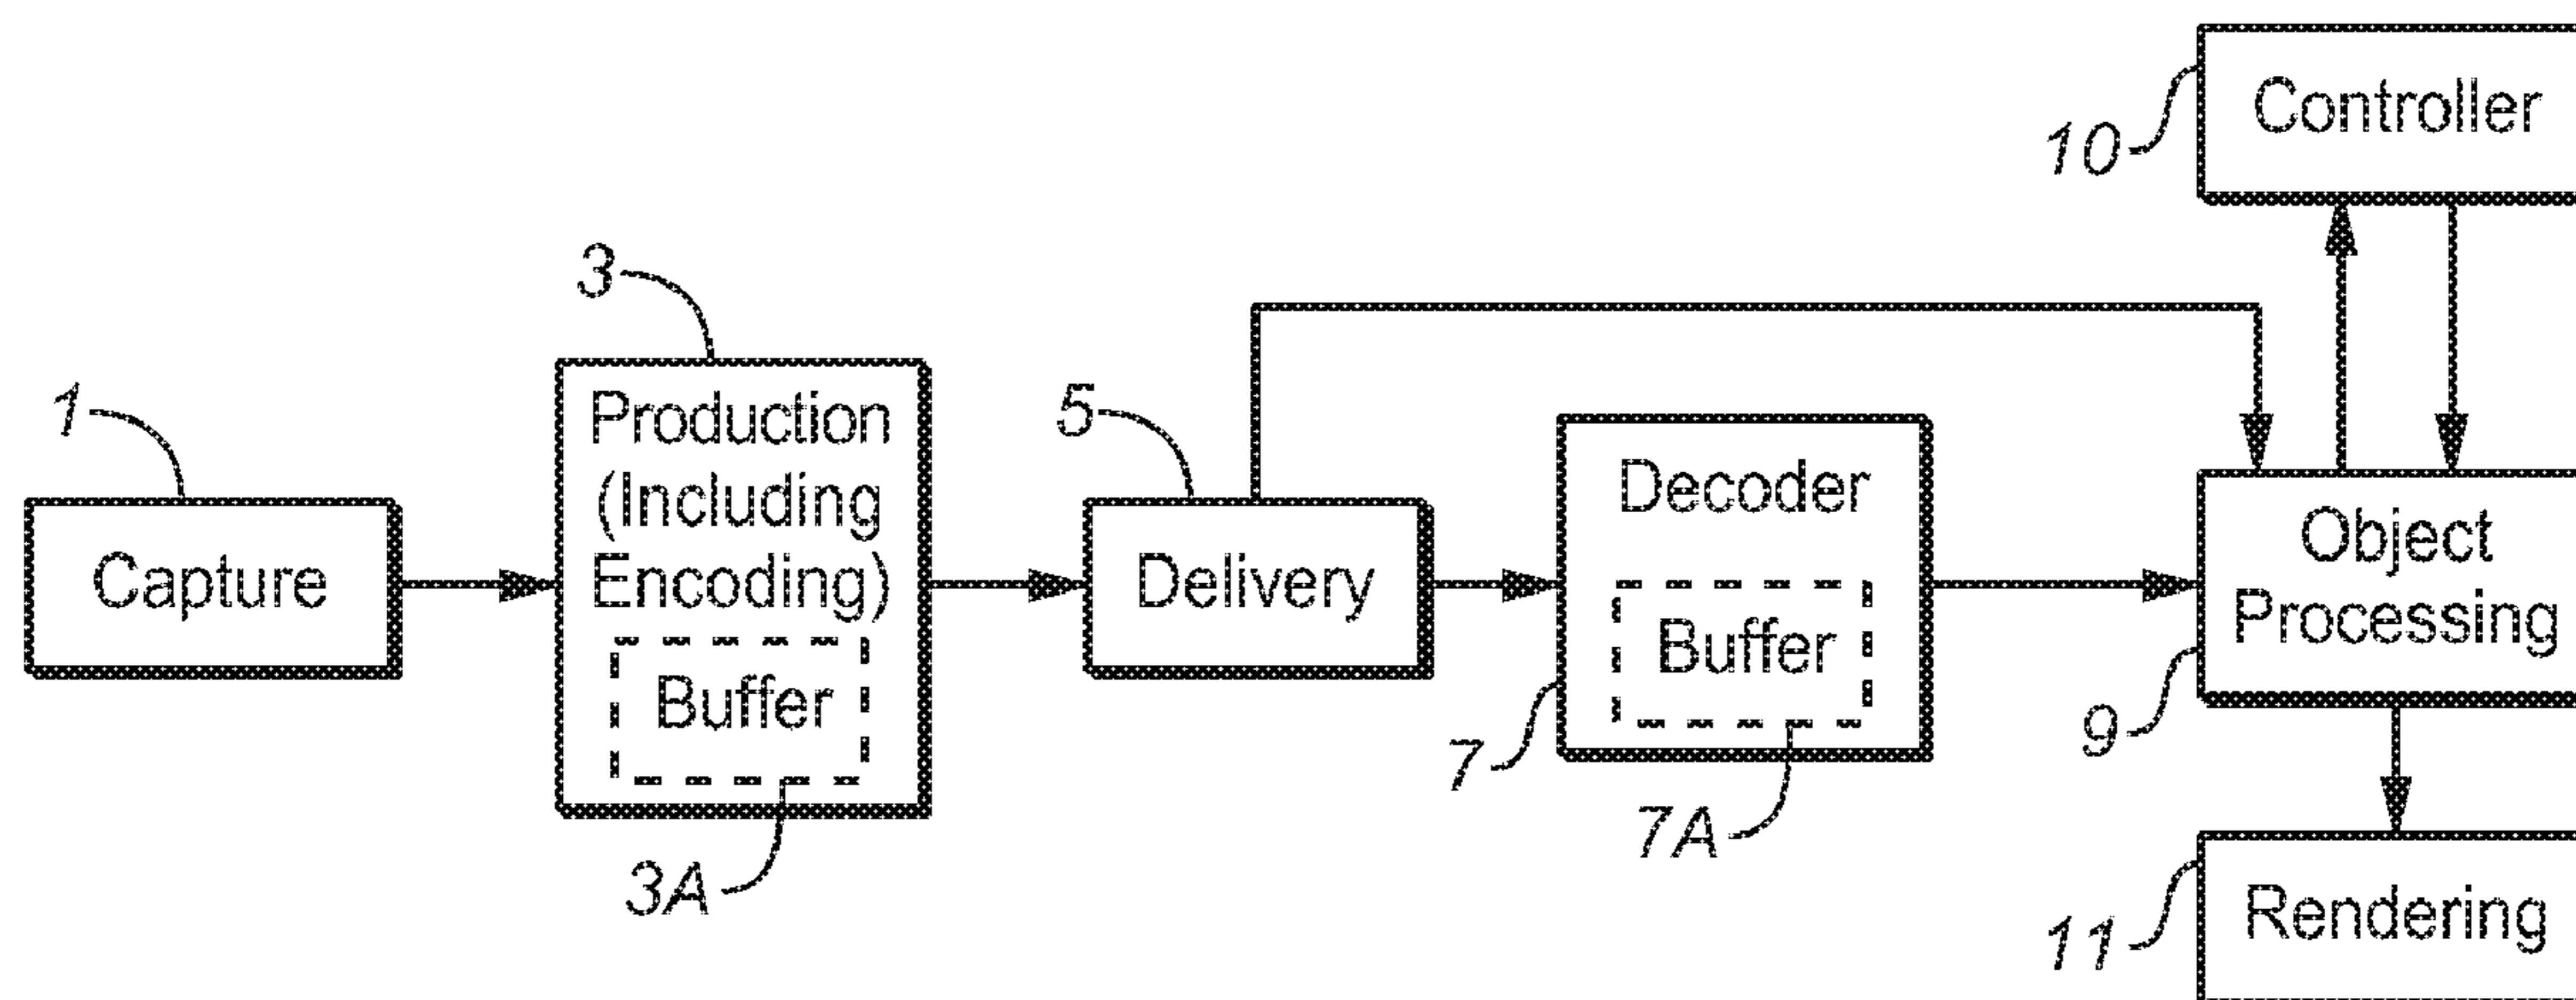 10
Controller
3
1
Production
(Including
Encoding)
Buffer
3A
Capture
5
Delivery
Decoder
Buffer
7
7A
Object
Processing
9
Rendering
11